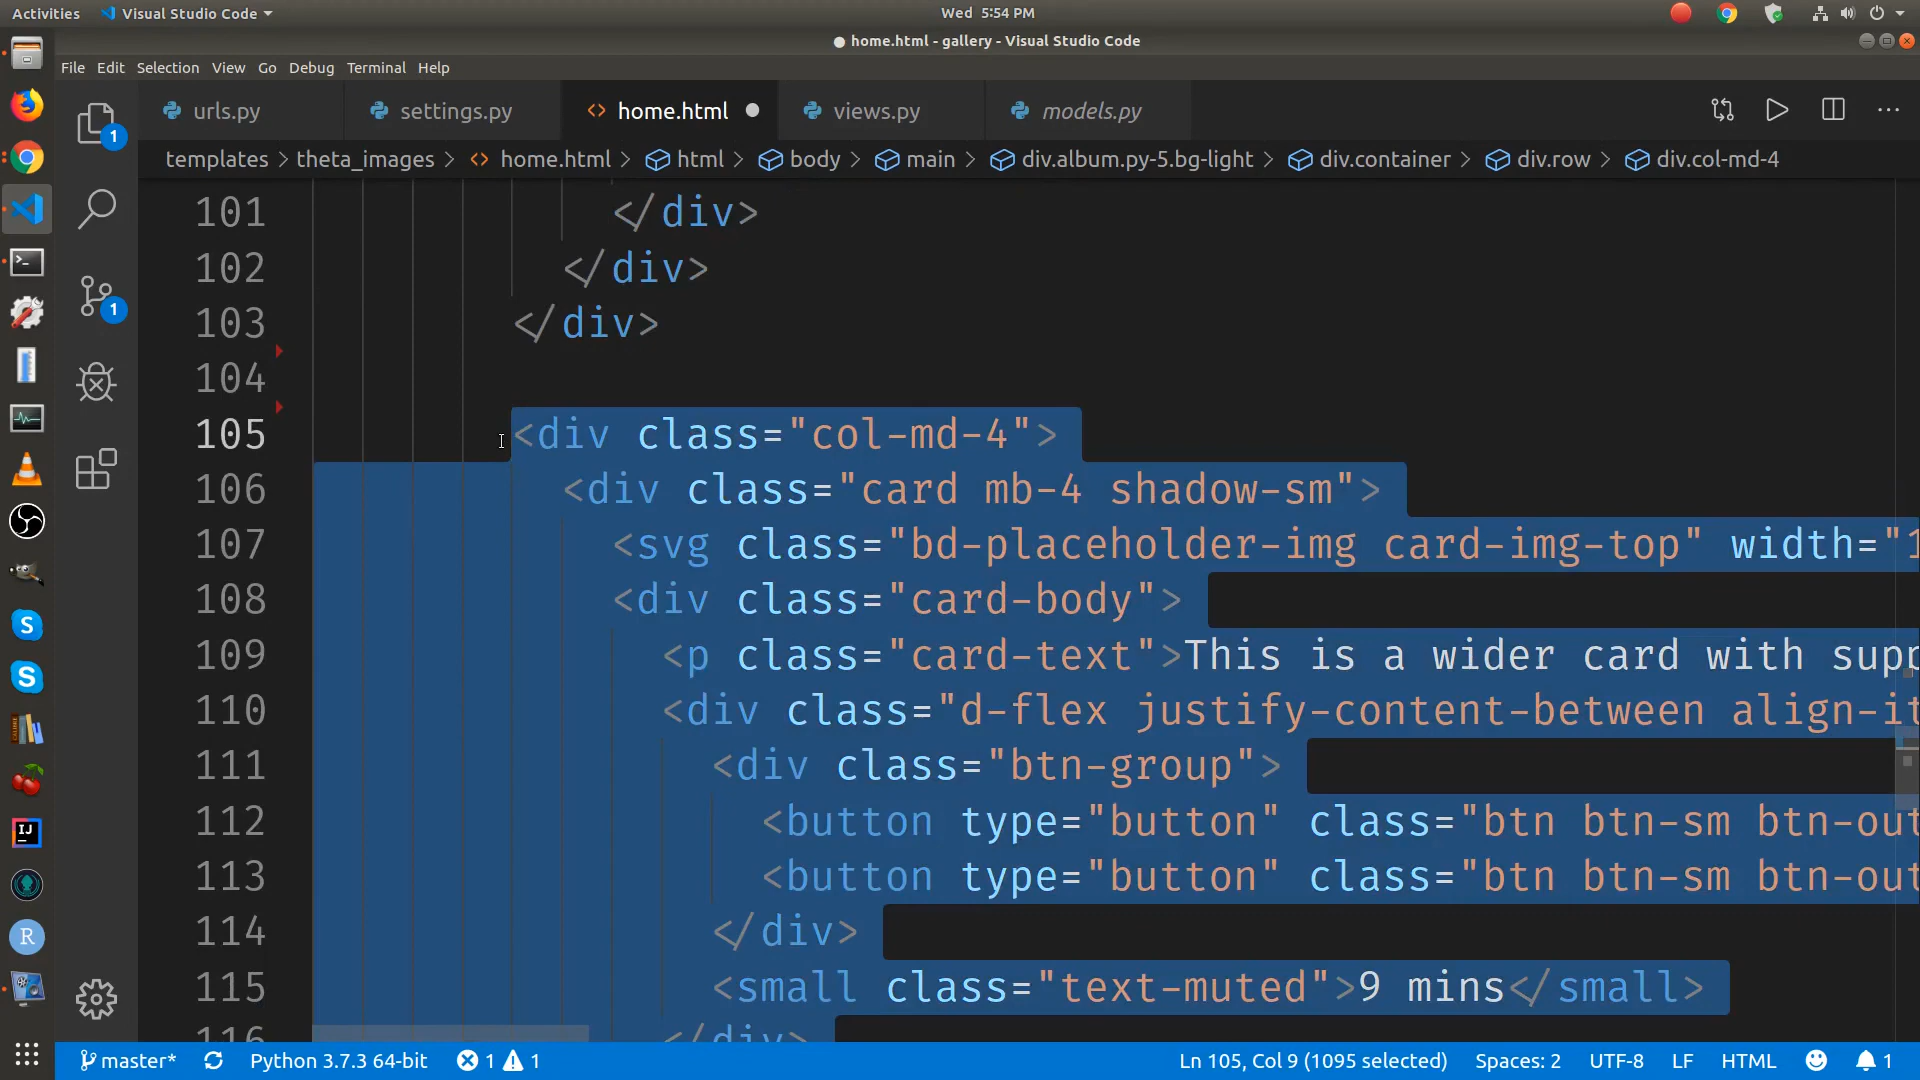 Activities Visual Studio Code Wed 5:54 PM
home.html - gallery - Visual Studio Code
File Edit Selection View Go Debug Terminal Help
urls.py settings.py home.html views.py models.py
templates > theta_images > home.html > html > body > main > div.album.py-5.bg-light > div.container > div.row > div.col-md-4
101 </div>
102 </div>
103 </div>
104
105 <div class="col-md-4">
106 <div class="card mb-4 shadow-sm">
107 <svg class="bd-placeholder-img card-img-top" width="1
108 <div class="card-body">
109 <p class="card-text">This is a wider card with supp
110 <div class="d-flex justify-content-between align-it
111 <div class="btn-group">
112 <button type="button" class="btn btn-sm btn-out
113 <button type="button" class="btn btn-sm btn-out
114 </div>
115 <small class="text-muted">9 mins</small>
116 </div>
1
1
S
S
IJ
R
master* Python 3.7.3 64-bit 1 1 Ln 105, Col 9 (1095 selected) Spaces: 2 UTF-8 LF HTML 1